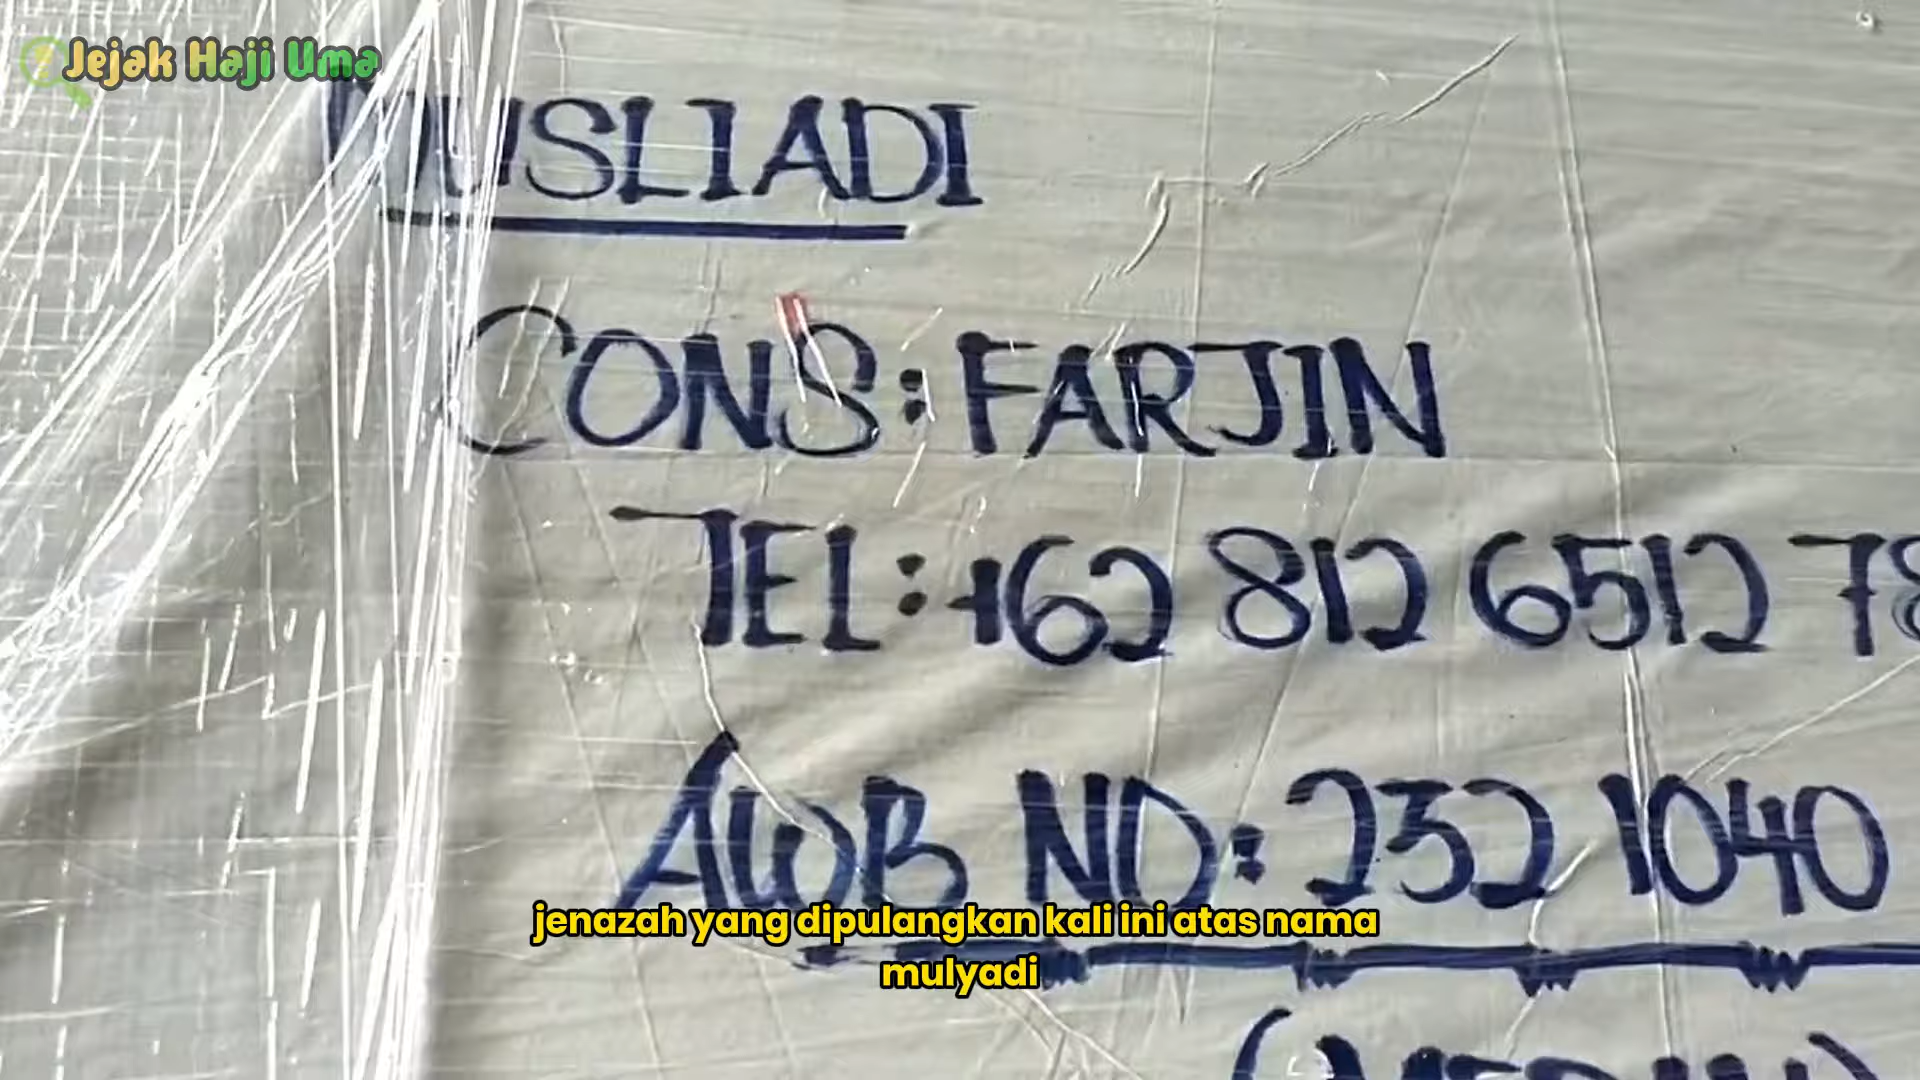 Jejak Haji Uma
MUSLIADI
CONS: FARJIN
TEL: +62 812 6512 78
AWB NO: 232 1040
jenazah yang dipulangkan kali ini atas nama
mulyadi